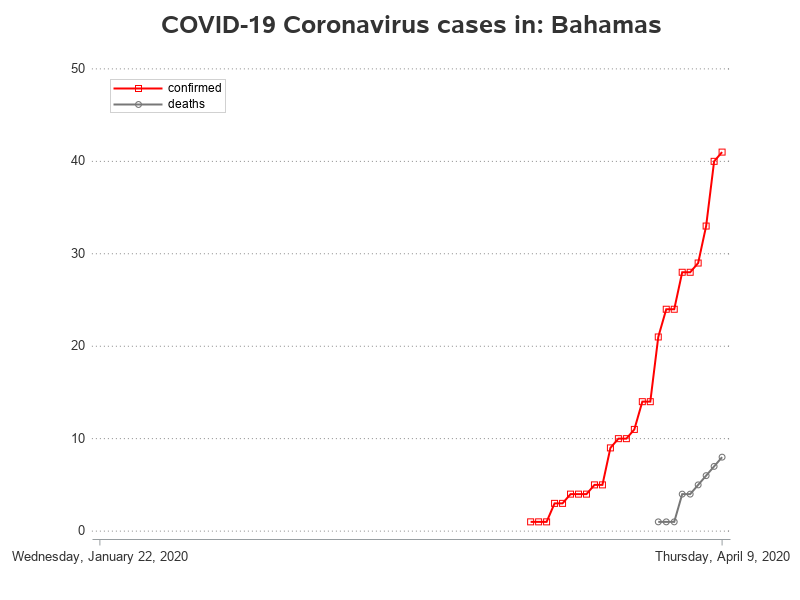 COVID-19 Coronavirus cases in: Bahamas
50
confirmed
deaths
40
30
20
10
0
Wednesday, January 22, 2020
Thursday, April 9, 2020